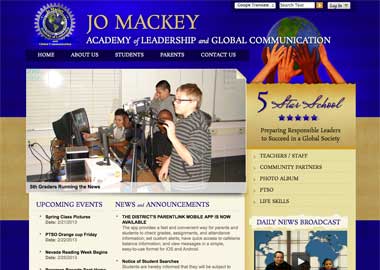 Google Translate
Search Text
Log In
JO MACKEY
ACADEMY of LEADERSHIP and GLOBAL COMMUNICATION
HOME ABOUT US STUDENTS PARENTS CONTACT US
5 Star School
Preparing Responsible Leaders
to Succeed in a Global Society
5th Graders Running the News
TEACHERS / STAFF
COMMUNITY PARTNERS
PHOTO ALBUM
PTSO
LIFE SKILLS
UPCOMING EVENTS
Spring Class Pictures
Date: 2/21/2013
PTSO Orange cup Friday
Date: 2/22/2013
Nevada Reading Week Begins
Date: 2/25/2013
NEWS and ANNOUNCEMENTS
THE DISTRICT'S PARENTLINK MOBILE APP IS NOW
AVAILABLE
The app provides a fast and convenient way for parents and
students to check grades, assignments, and attendance
information; set custom alerts; have quick access to cafeteria
balance information; and view messages in a simple,
easy-to-use format for iOS and Android.
Notice of Student Searches
Students are hereby informed that they will be subject to
DAILY NEWS BROADCAST